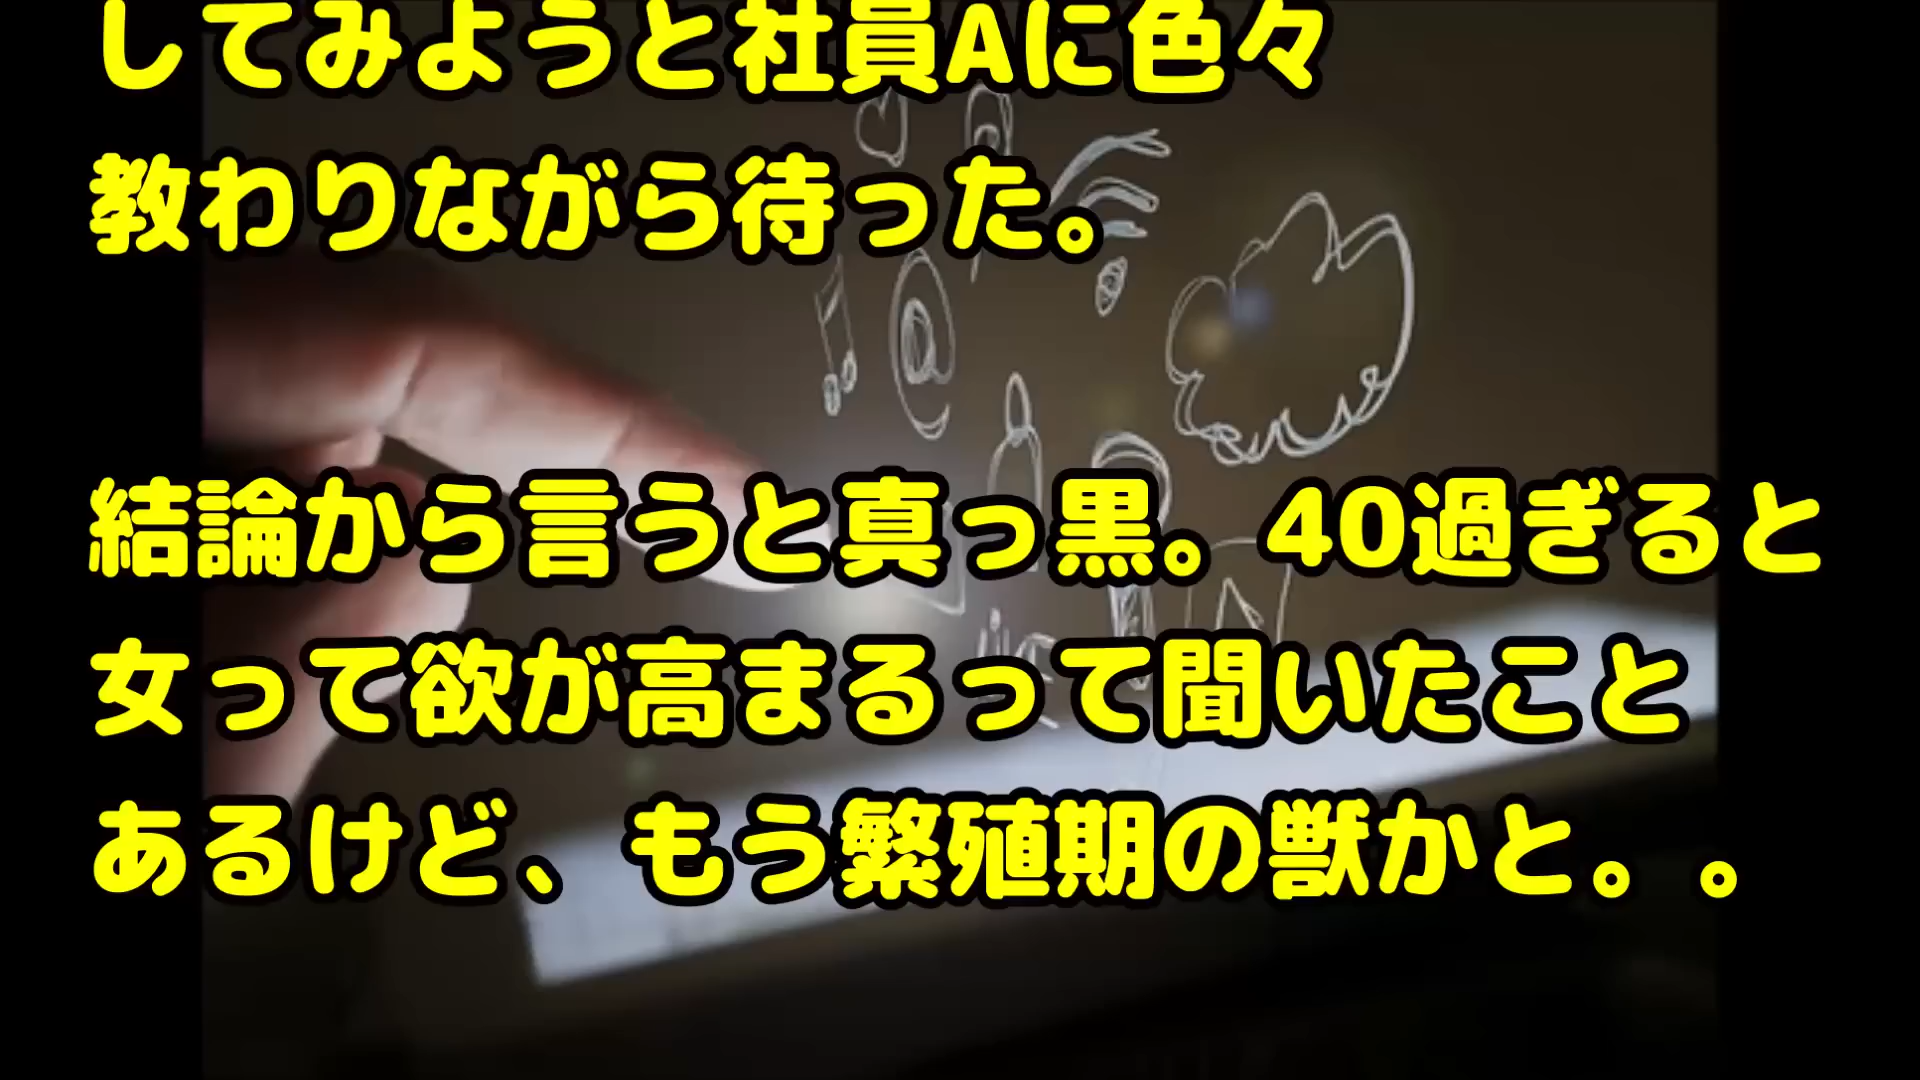 してみようと社員Aに色々
教わりながら待った。
結論から言うと真っ黒。40過ぎると
女って欲が高まるって聞いたこと
あるけど、もう繁殖期の獣かと。。